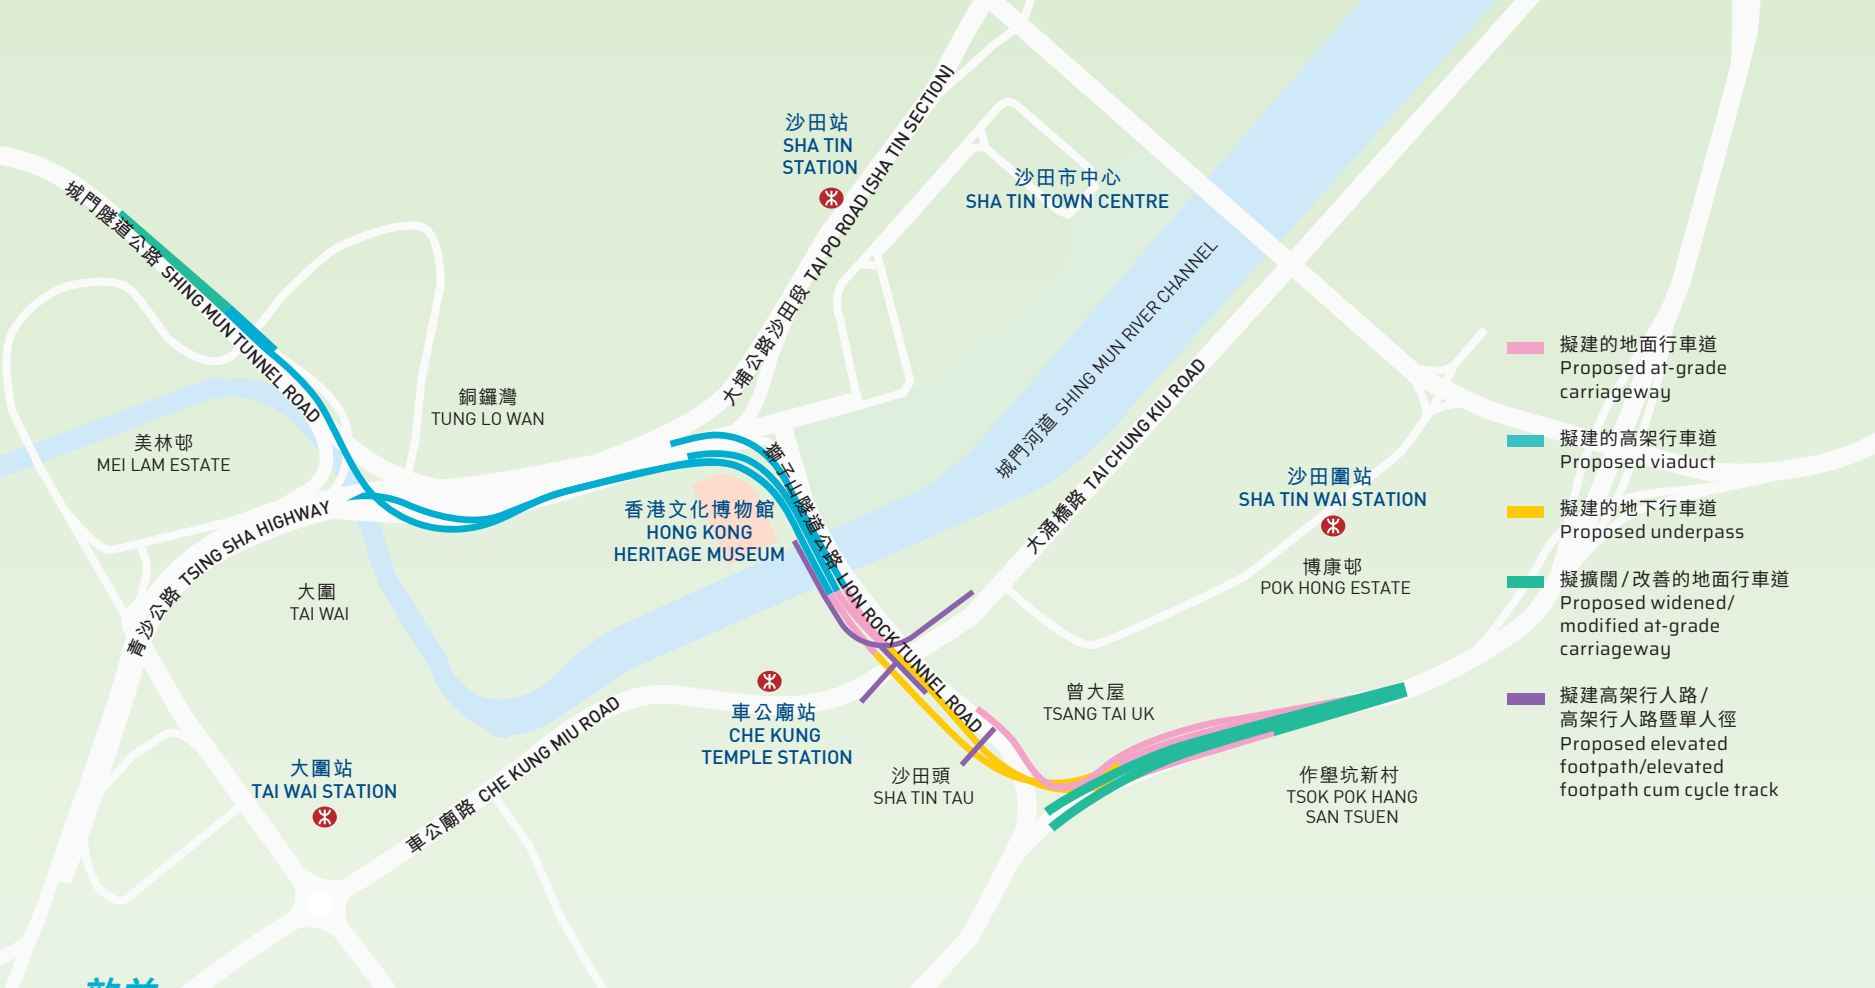 沙田站
SHA TIN
STATION
大埔公路沙田段 TAI PO ROAD (SHA TIN SECTION)
沙田市中心
SHA TIN TOWN CENTRE
城門隧道公路 SHING MUN TUNNEL ROAD
城門河道 SHING MUN RIVER CHANNEL
銅鑼灣
TUNG LO WAN
美林邨
MEI LAM ESTATE
大涌橋路 TAI CHUNG KIU ROAD
獅子山隧道公路 LION ROCK TUNNEL ROAD
沙田圍站
SHA TIN WAI STATION
香港文化博物館
HONG KONG
HERITAGE MUSEUM
青沙公路 TSING SHA HIGHWAY
大圍
TAI WAI
博康邨
POK HONG ESTATE
車公廟站
CHE KUNG
TEMPLE STATION
曾大屋
TSANG TAI UK
大圍站
TAI WAI STATION
車公廟路 CHE KUNG MIU ROAD
沙田頭
SHA TIN TAU
作壆坑新村
TSOK POK HANG
SAN TSUEN
擬建的地面行車道
Proposed at-grade
carriageway
擬建的高架行車道
Proposed viaduct
擬建的地下行車道
Proposed underpass
擬擴闊/改善的地面行車道
Proposed widened/
modified at-grade
carriageway
擬建高架行人路/
高架行人路暨單人徑
Proposed elevated
footpath/elevated
footpath cum cycle track